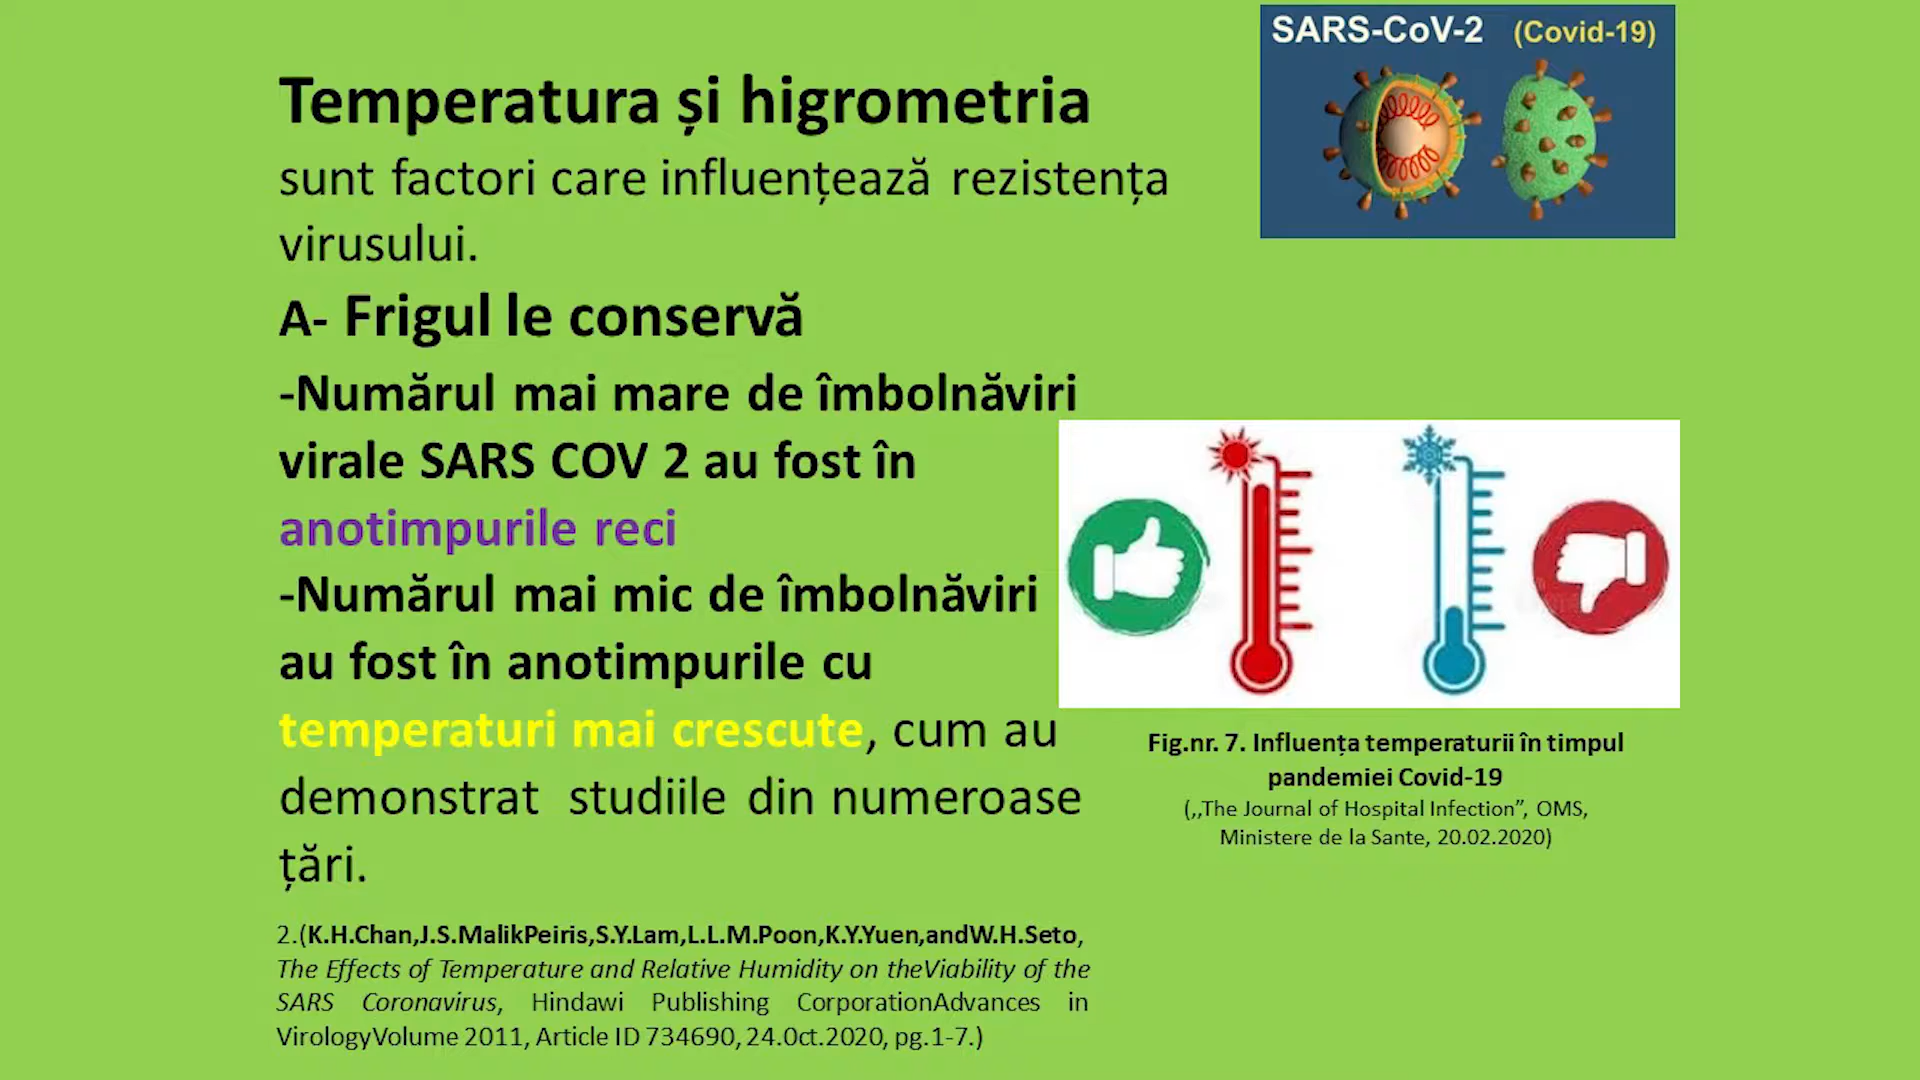 SARS-CoV-2 (Covid-19)
Temperatura și higrometria
sunt factori care influențează rezistența
virusului.
A- Frigul le conservă
-Numărul mai mare de îmbolnăviri
virale SARS COV 2 au fost în
anotimpurile reci
-Numărul mai mic de îmbolnăviri
au fost în anotimpurile cu
temperaturi mai crescute, cum au
demonstrat studiile din numeroase
țări.
Fig.nr. 7. Influența temperaturii în timpul
pandemiei Covid-19
(,,The Journal of Hospital Infection”, OMS,
Ministere de la Sante, 20.02.2020)
2.(K.H.Chan,J.S.MalikPeiris,S.Y.Lam,L.L.M.Poon,K.Y.Yuen,andW.H.Seto,
The Effects of Temperature and Relative Humidity on theViability of the
SARS Coronavirus, Hindawi Publishing CorporationAdvances in
VirologyVolume 2011, Article ID 734690, 24.0ct.2020, pg.1-7.)